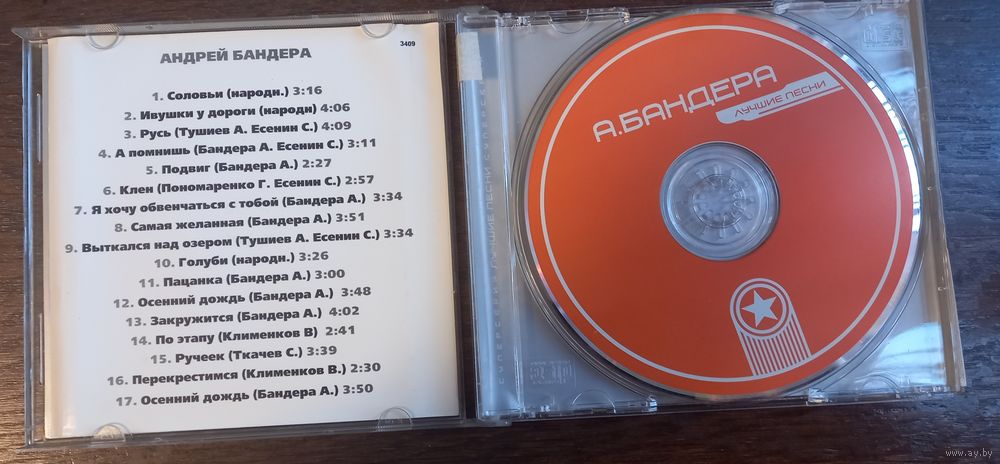 3409
АНДРЕЙ БАНДЕРА
1. Соловьи (народн.) 3:16
2. Ивушки у дороги (народн) 4:06
3. Русь (Тушиев А. Есенин С.) 4:09
4. А помнишь (Бандера А. Есенин С.) 3:11
5. Подвиг (Бандера А.) 2:27
6. Клен (Пономаренко Г. Есенин С.) 2:57
7. Я хочу обвенчаться с тобой (Бандера А.) 3:34
8. Самая желанная (Бандера А.) 3:51
9. Выткался над озером (Тушиев А. Есенин С.) 3:34
10. Голуби (народн.) 3:26
11. Пацанка (Бандера А.) 3:00
12. Осенний дождь (Бандера А.) 3:48
13. Закружится (Бандера А.) 4:02
14. По этапу (Клименков В) 2:41
15. Ручеек (Ткачев С.) 3:39
16. Перекрестимся (Клименков В.) 2:30
17. Осенний дождь (Бандера А.) 3:50
А.БАНДЕРА
ЛУЧШИЕ ПЕСНИ
www.ay.by